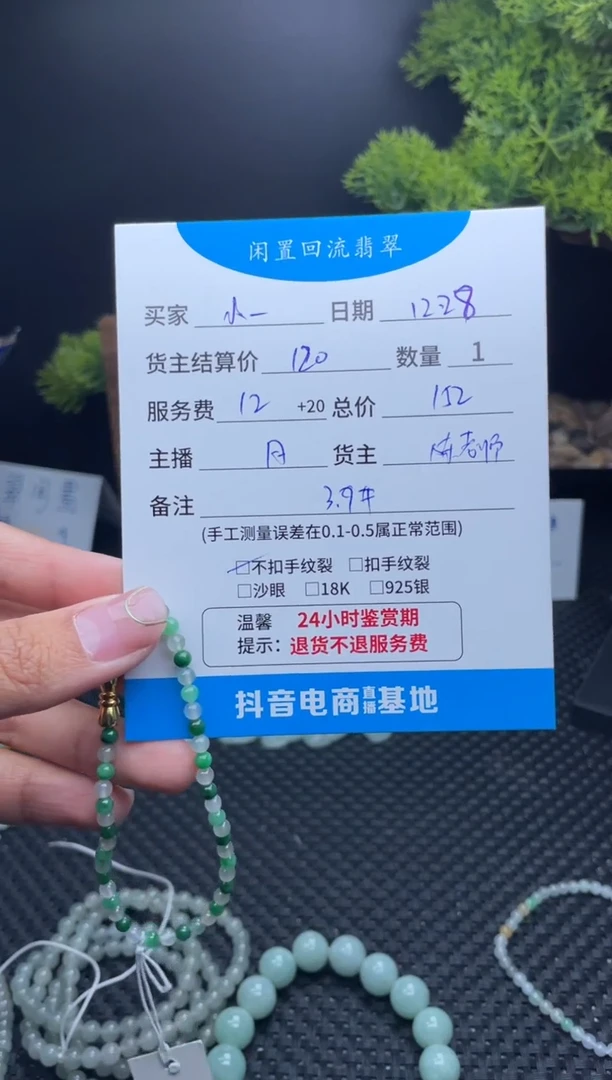 闲置回流翡翠
买家 小一 日期 1228
货主结算价 120 数量 1
服务费 12 +20 总价 152
主播 月 货主 陈老师
备注 3.9#
(手工测量误差在0.1-0.5属正常范围)
☑不扣手纹裂 □扣手纹裂
□沙眼 □18K □925银
温馨 24小时鉴赏期
提示: 退货不退服务费
抖音电商直播基地